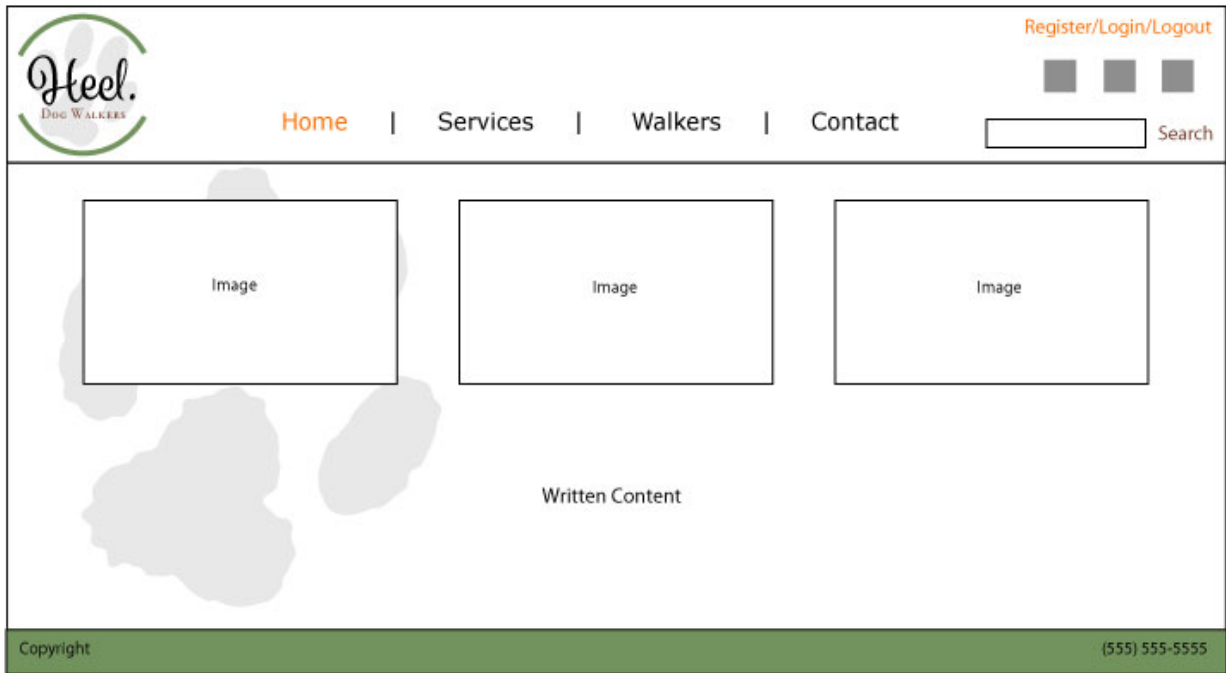 Register/Login/Logout
Heel.
Dog Walkers
Home | Services | Walkers | Contact
Search
Image
Image
Image
Written Content
Copyright
(555) 555-5555